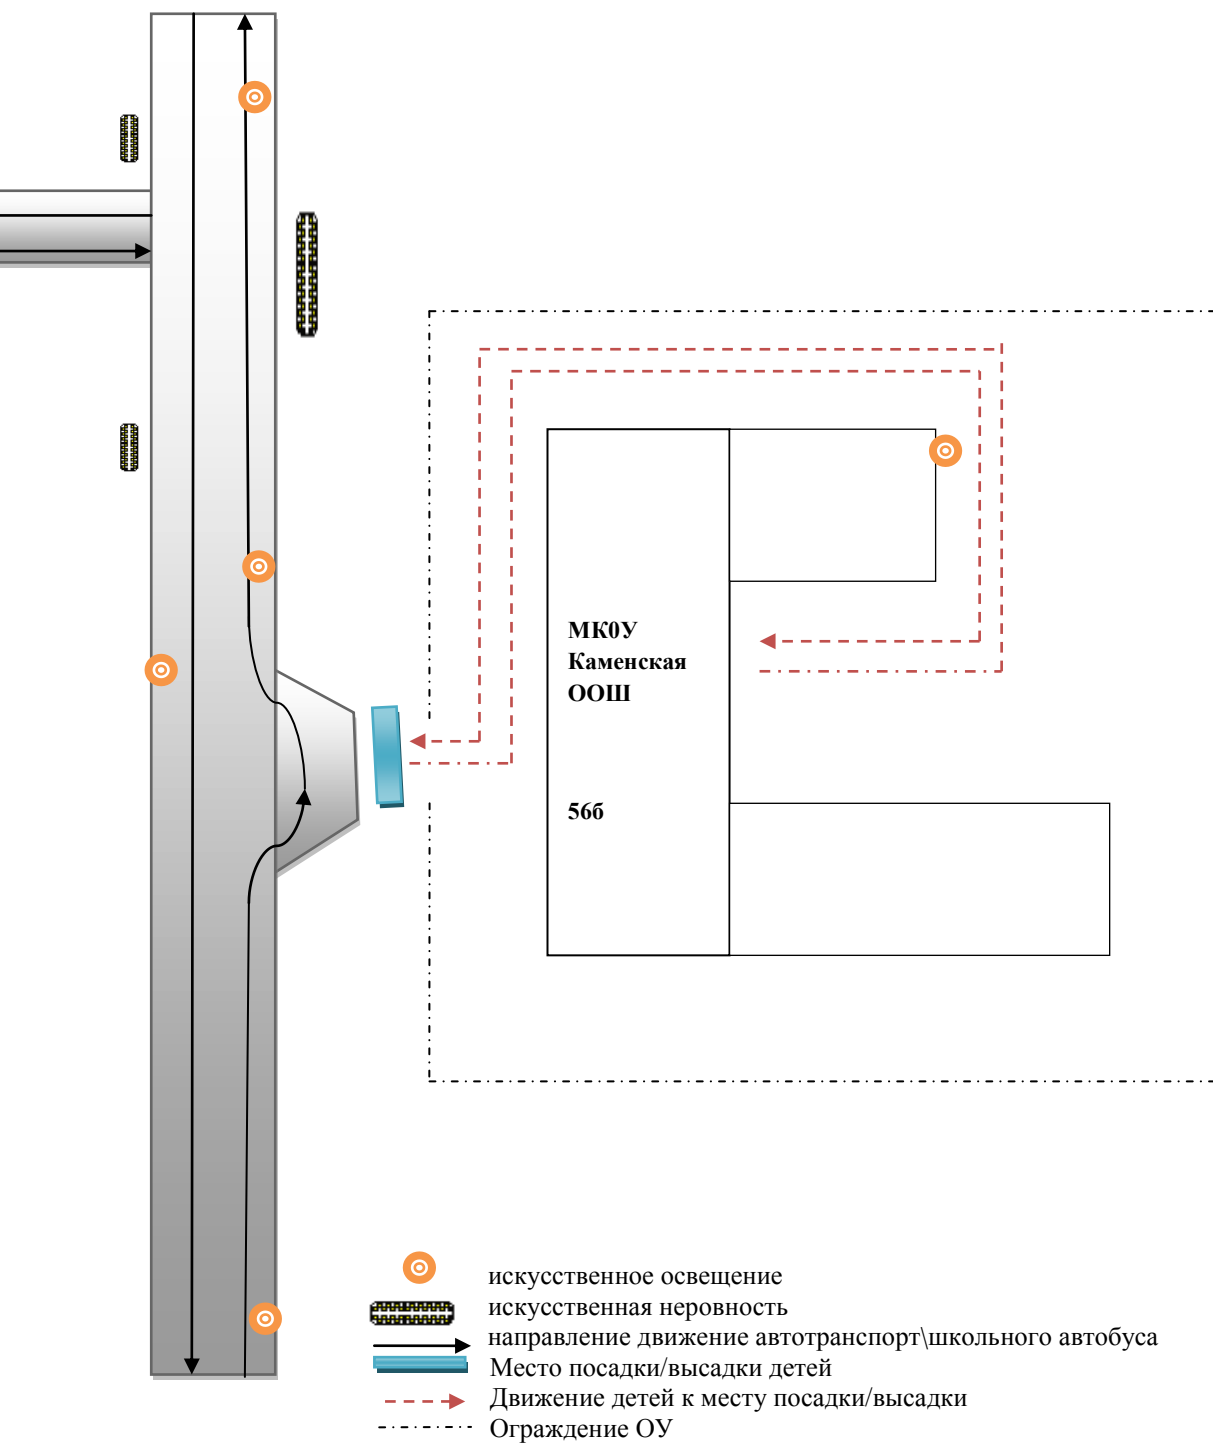 МК0У
Каменская
ООШ
56б
искусственное освещение
искусственная неровность
направление движение автотранспорт\школьного автобуса
Место посадки/высадки детей
Движение детей к месту посадки/высадки
Ограждение ОУ